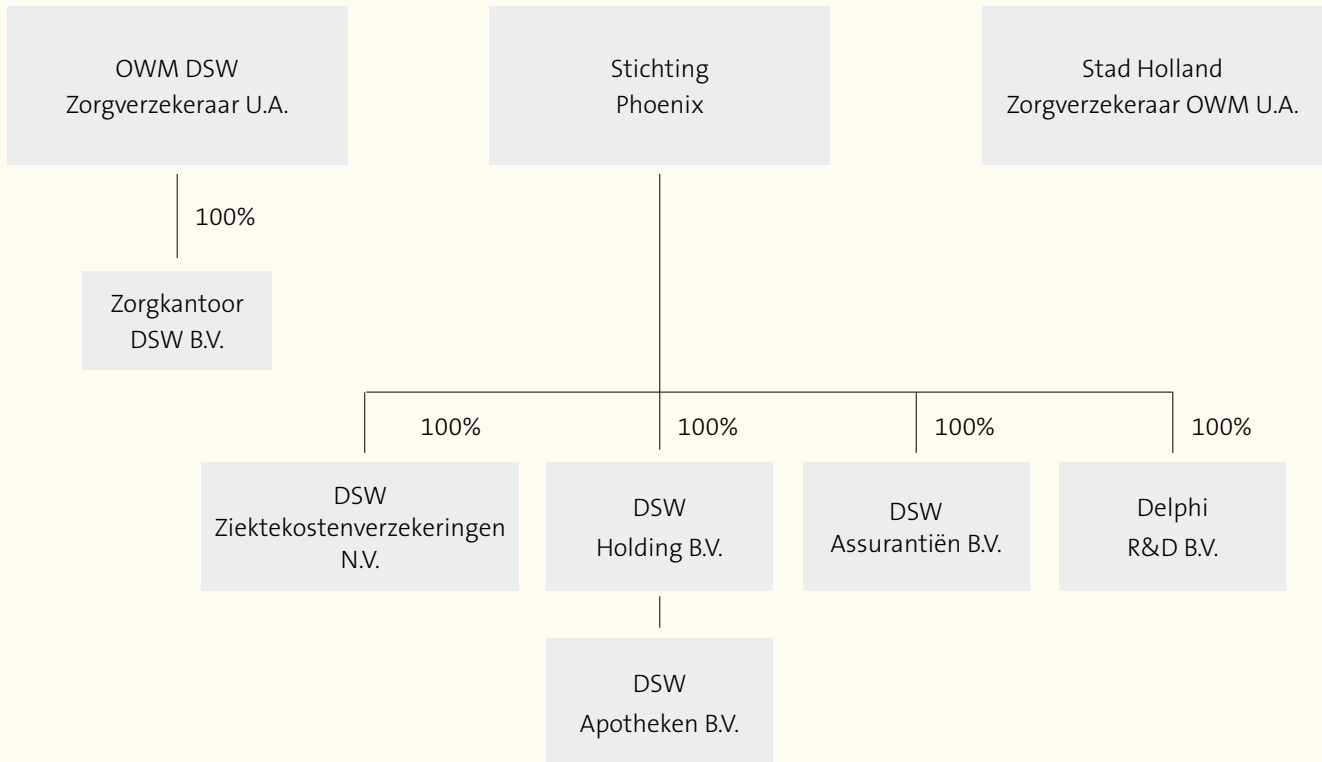 OWM DSW
Zorgverzekeraar U.A.
Stichting
Phoenix
Stad Holland
Zorgverzekeraar OWM U.A.
100%
Zorgkantoor
DSW B.V.
100%
100%
100%
100%
DSW
Ziektekostenverzekeringen
N.V.
DSW
Holding B.V.
DSW
Assurantiën B.V.
Delphi
R&D B.V.
DSW
Apotheken B.V.